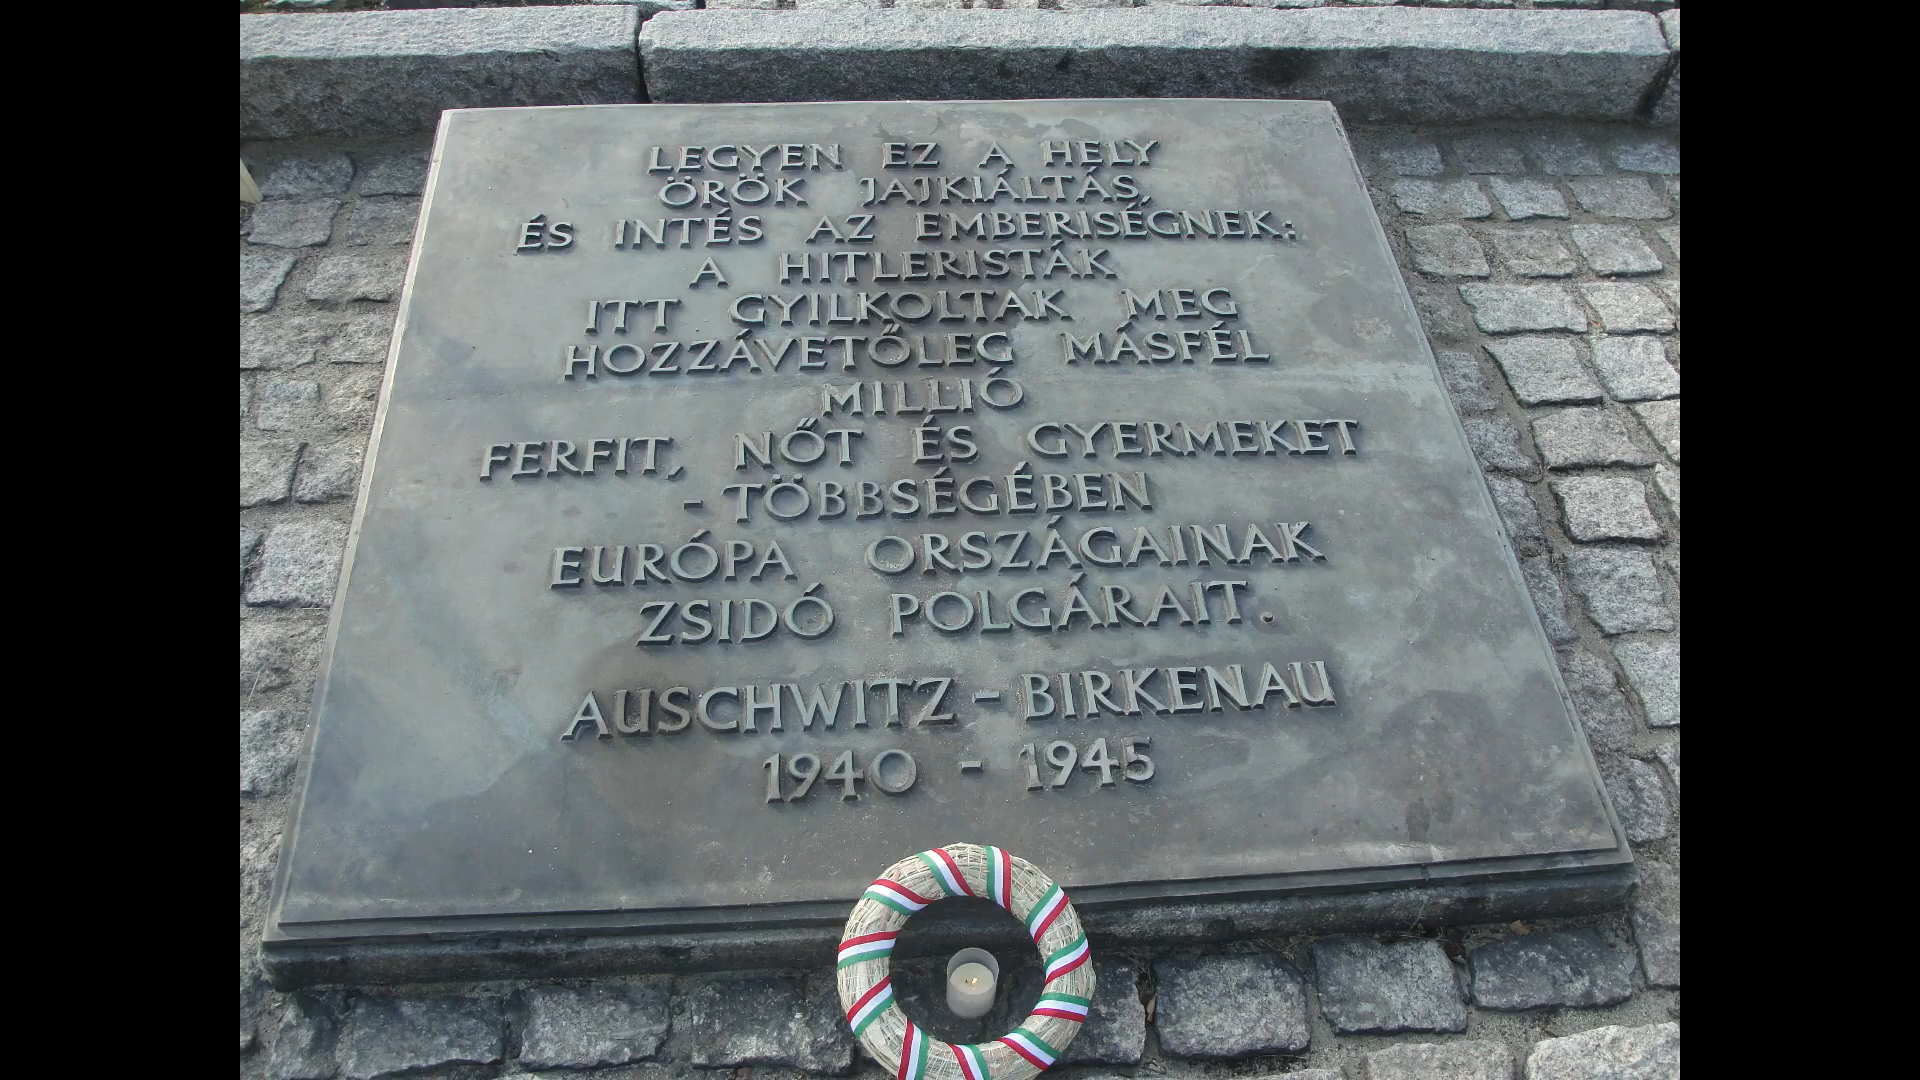 LEGYEN EZ A HELY
ÖRÖK JAJKIÁLTÁS,
ÉS INTÉS AZ EMBERISÉGNEK:
A HITLERISTÁK
ITT GYILKOLTAK MEG
HOZZÁVETŐLEG MÁSFÉL
MILLIÓ
FERFIT, NŐT ÉS GYERMEKET
- TÖBBSÉGÉBEN
EURÓPA ORSZÁGAINAK
ZSIDÓ POLGÁRAIT.
AUSCHWITZ - BIRKENAU
1940 - 1945